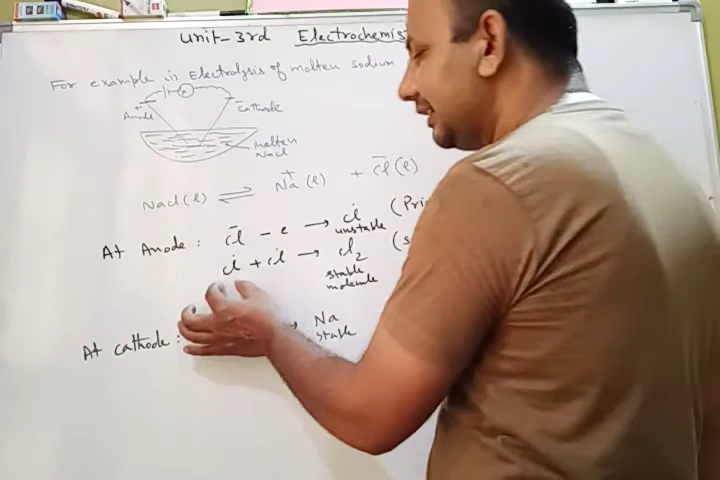 Unit-3rd Electrochemis
For example (i) Electrolysis of molten sodium
+
Anode
-
cathode
molten
Nacl
Nacl(l) ⇌ Na⁺(l) + Cl⁻(l)
At Anode : Cl⁻ - e → Cl (Pri
unstable
Cl + Cl → Cl₂ (s
stable
molecule
At cathode : → Na
stable